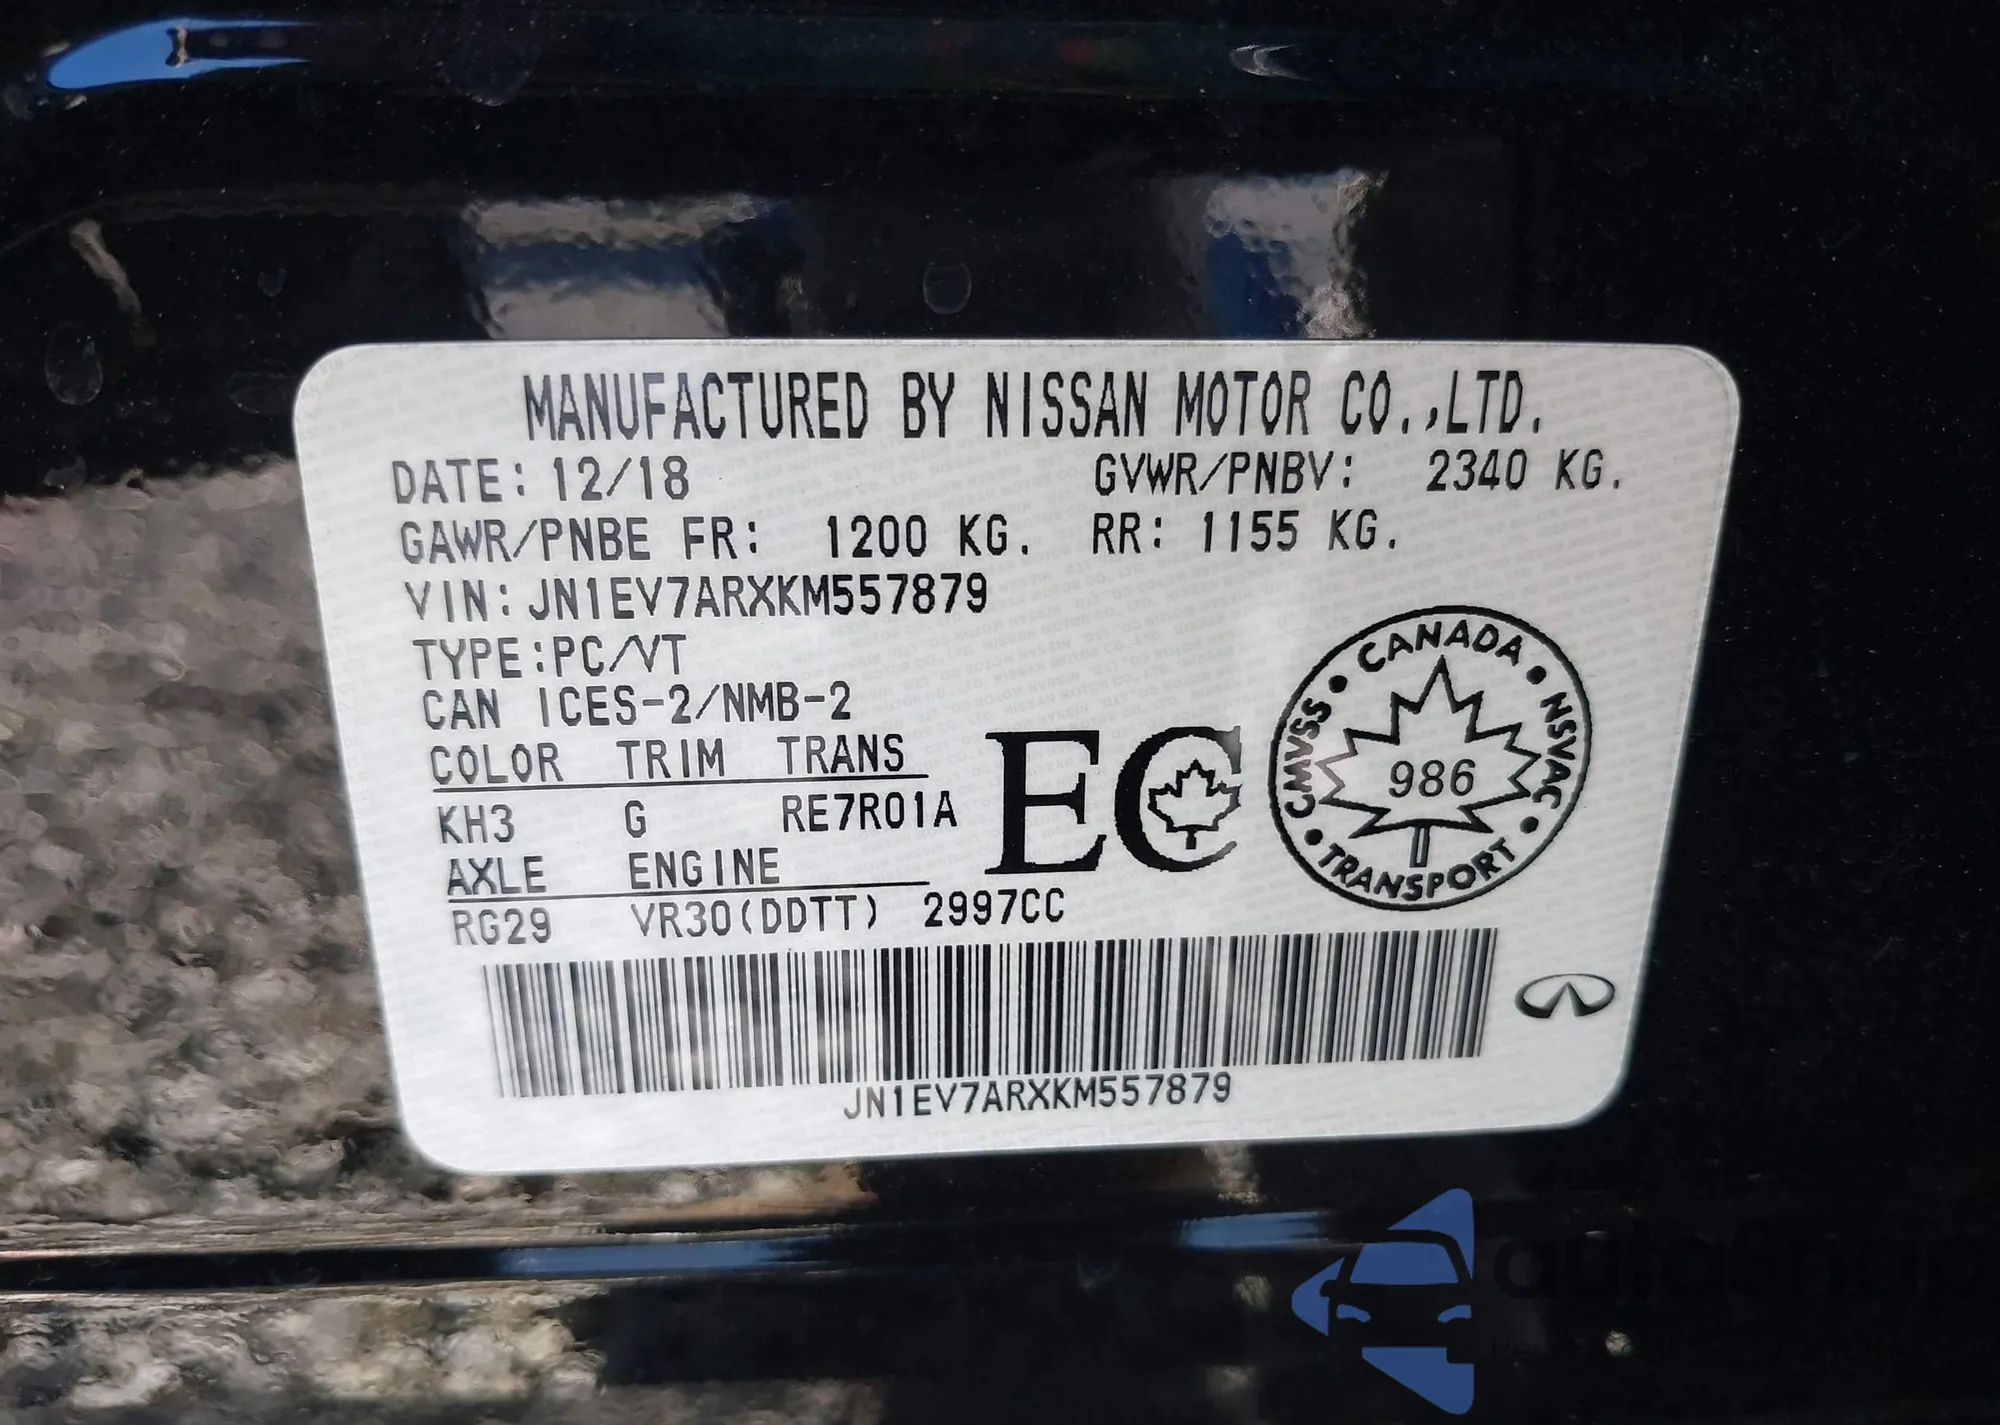 MANUFACTURED BY NISSAN MOTOR CO.,LTD.
DATE: 12/18 GVWR/PNBV: 2340 KG.
GAWR/PNBE FR: 1200 KG. RR: 1155 KG.
VIN: JN1EV7ARXKM557879
TYPE:PC/VT
CAN ICES-2/NMB-2
COLOR TRIM TRANS
KH3 G RE7R01A
AXLE ENGINE
RG29 VR30(DDTT) 2997CC
EC
CANADA • NSVAC • TRANSPORT • CMVSS •
986
JN1EV7ARXKM557879
autoShop